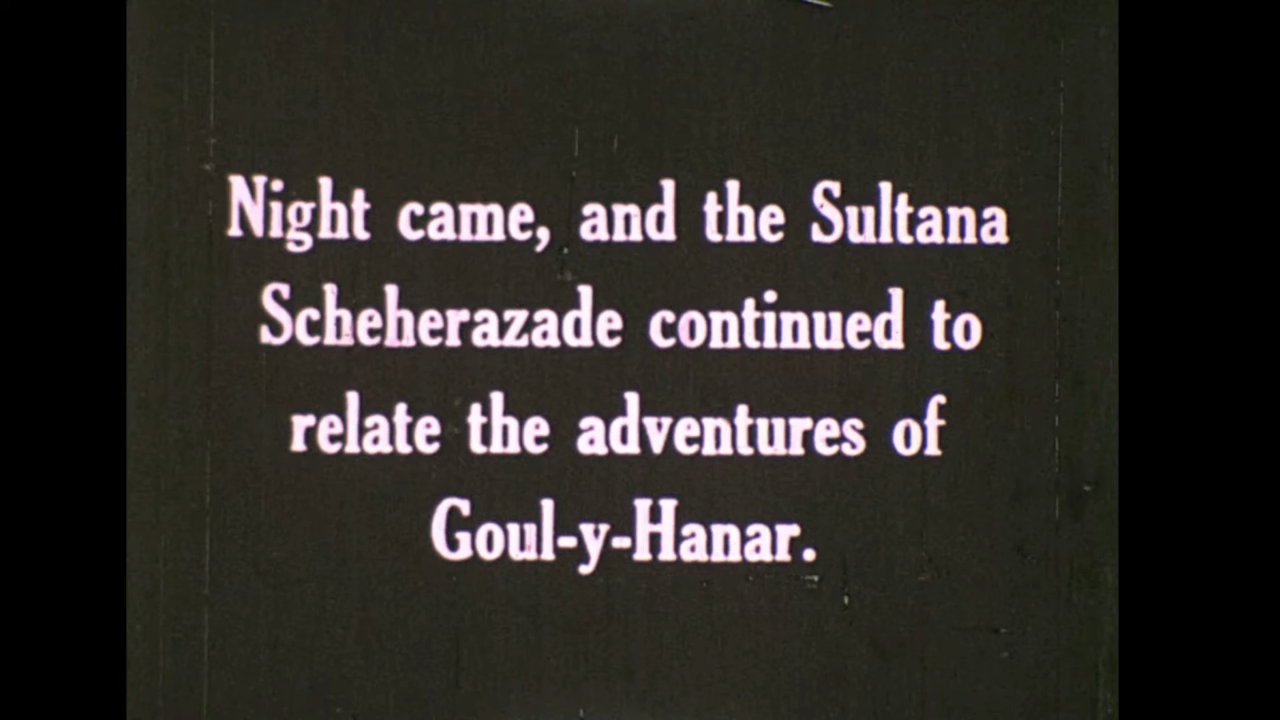 Night came, and the Sultana
Scheherazade continued to
relate the adventures of
Goul-y-Hanar.